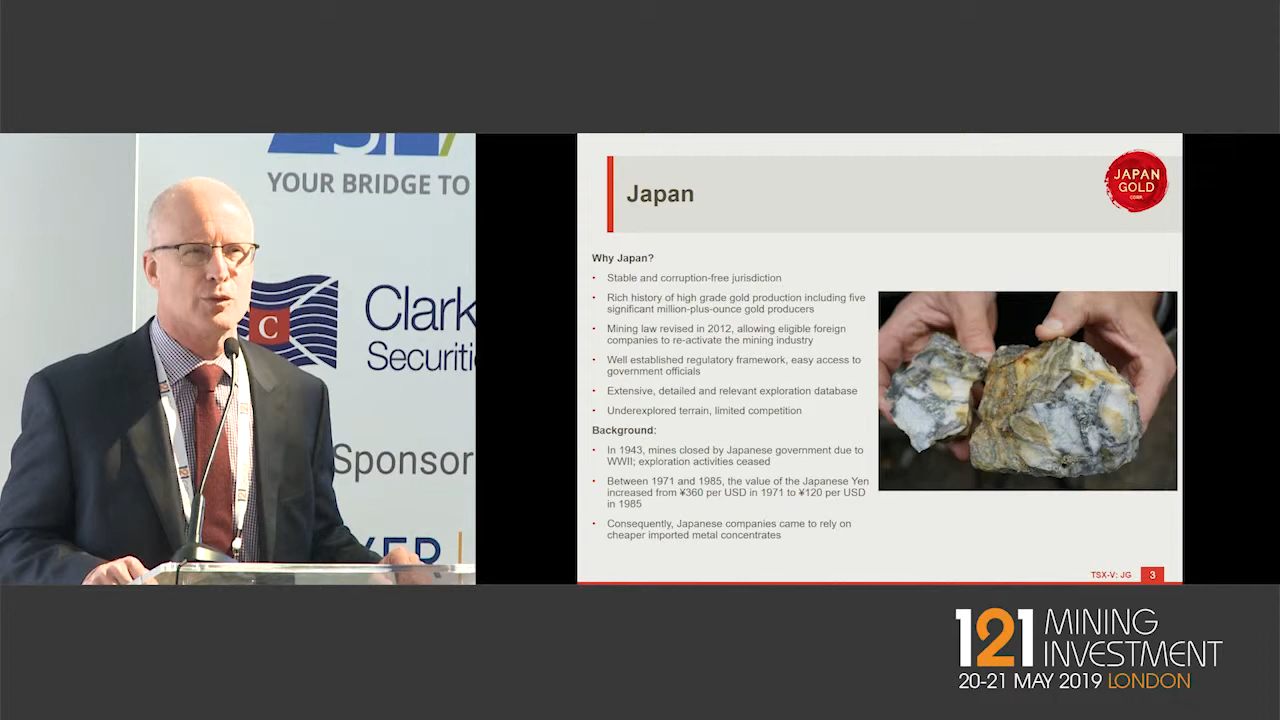 YOUR BRIDGE TO
C
Clark
Securiti
Sponsor
Japan
JAPAN
GOLD
CORP.
Why Japan?
• Stable and corruption-free jurisdiction
• Rich history of high grade gold production including five
significant million-plus-ounce gold producers
• Mining law revised in 2012, allowing eligible foreign
companies to re-activate the mining industry
• Well established regulatory framework, easy access to
government officials
• Extensive, detailed and relevant exploration database
• Underexplored terrain, limited competition
Background:
• In 1943, mines closed by Japanese government due to
WWII; exploration activities ceased
• Between 1971 and 1985, the value of the Japanese Yen
increased from ¥360 per USD in 1971 to ¥120 per USD
in 1985
• Consequently, Japanese companies came to rely on
cheaper imported metal concentrates
TSX-V: JG 3
121 MINING
INVESTMENT
20-21 MAY 2019 LONDON